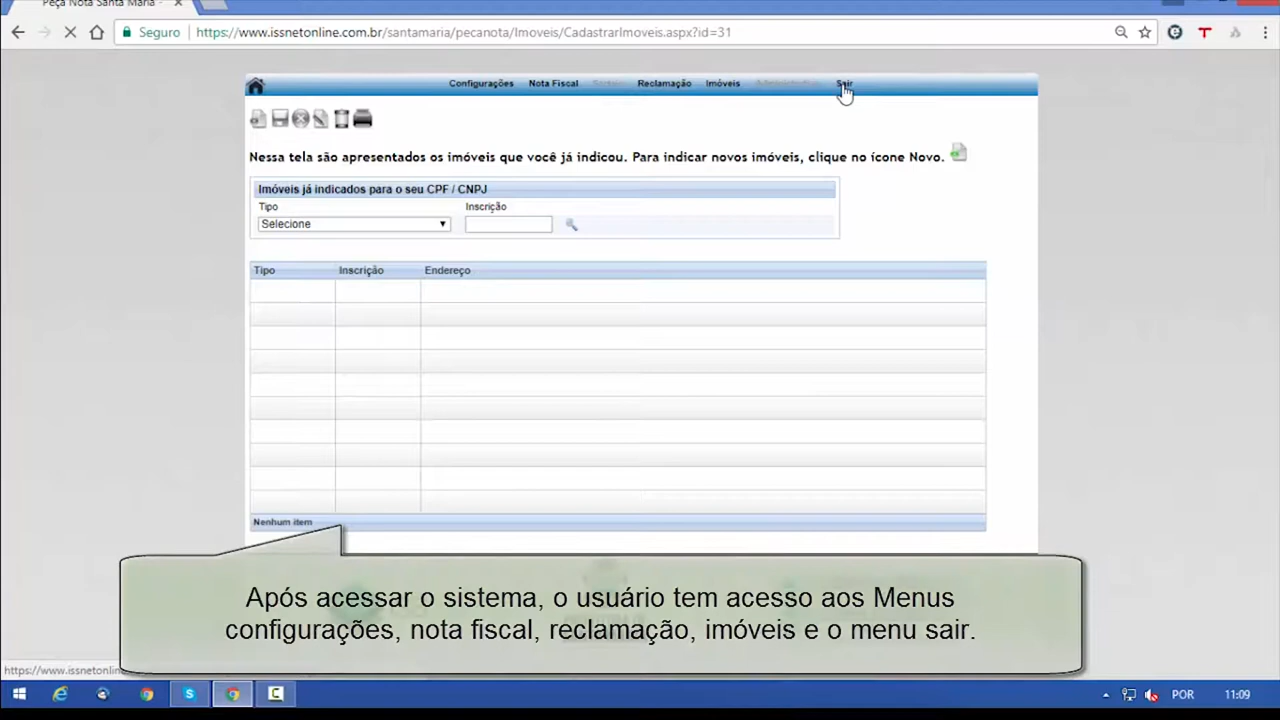 Peça Nota Santa Maria -
Seguro
https://www.issnetonline.com.br/santamaria/pecanota/Imoveis/CadastrarImoveis.aspx?id=31
Configurações Nota Fiscal Reclamação Imóveis Sair
Nessa tela são apresentados os imóveis que você já indicou. Para indicar novos imóveis, clique no ícone Novo.
Imóveis já indicados para o seu CPF / CNPJ
Tipo Inscrição
Selecione
Tipo Inscrição Endereço
Nenhum item
Após acessar o sistema, o usuário tem acesso aos Menus
configurações, nota fiscal, reclamação, imóveis e o menu sair.
https://www.issnetonlin
POR 11:09